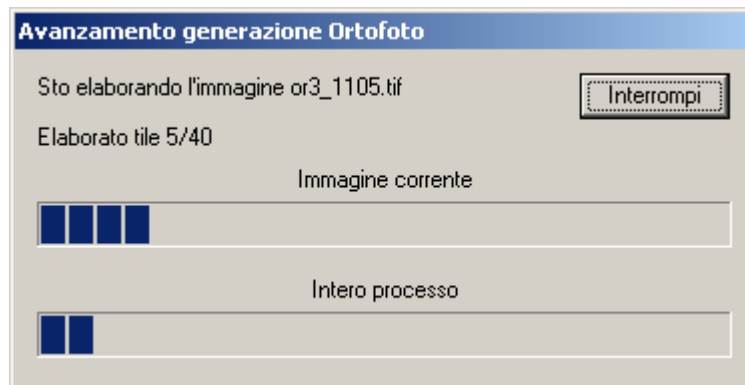 Avanzamento generazione Ortofoto
Sto elaborando l'immagine or3_1105.tif
Interrompi
Elaborato tile 5/40
Immagine corrente
Intero processo